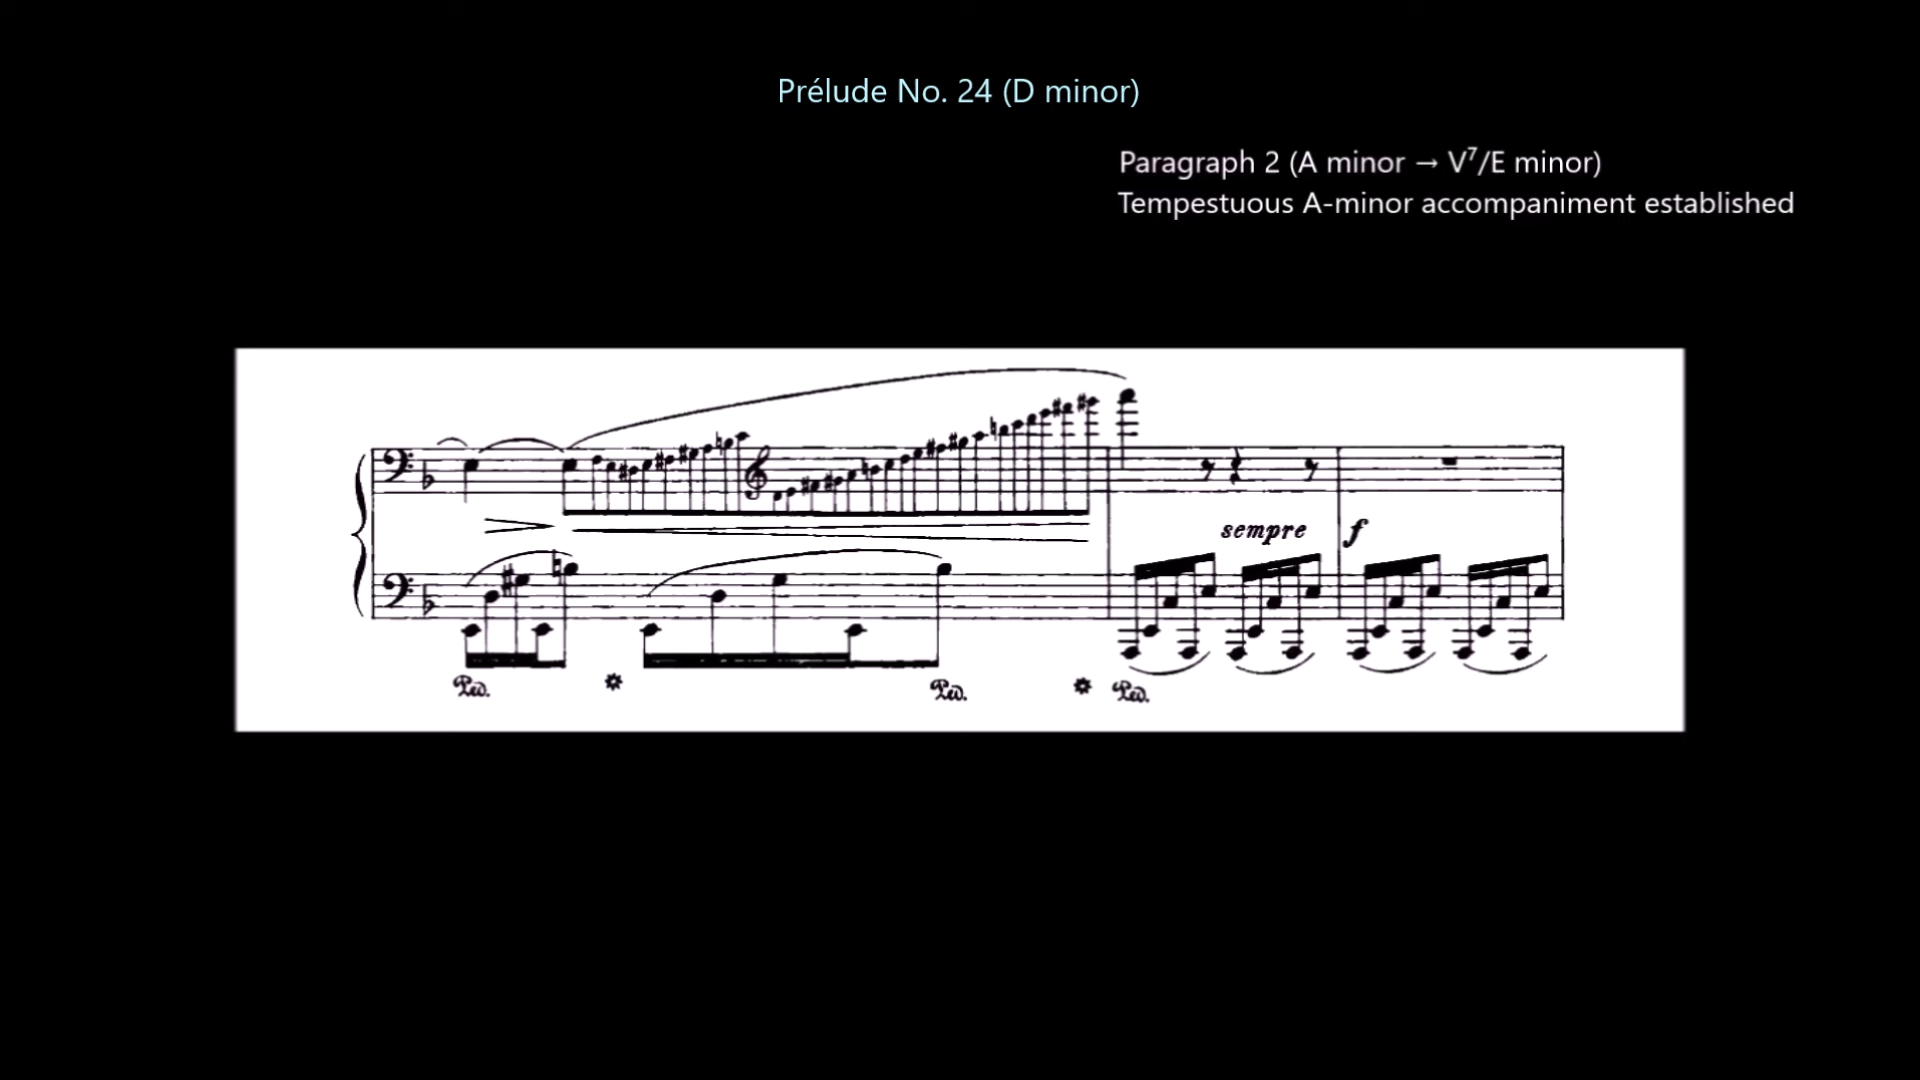 Prélude No. 24 (D minor)
Paragraph 2 (A minor → V⁷/E minor)
Tempestuous A-minor accompaniment established
sempre f
Ped. Ped. Ped.